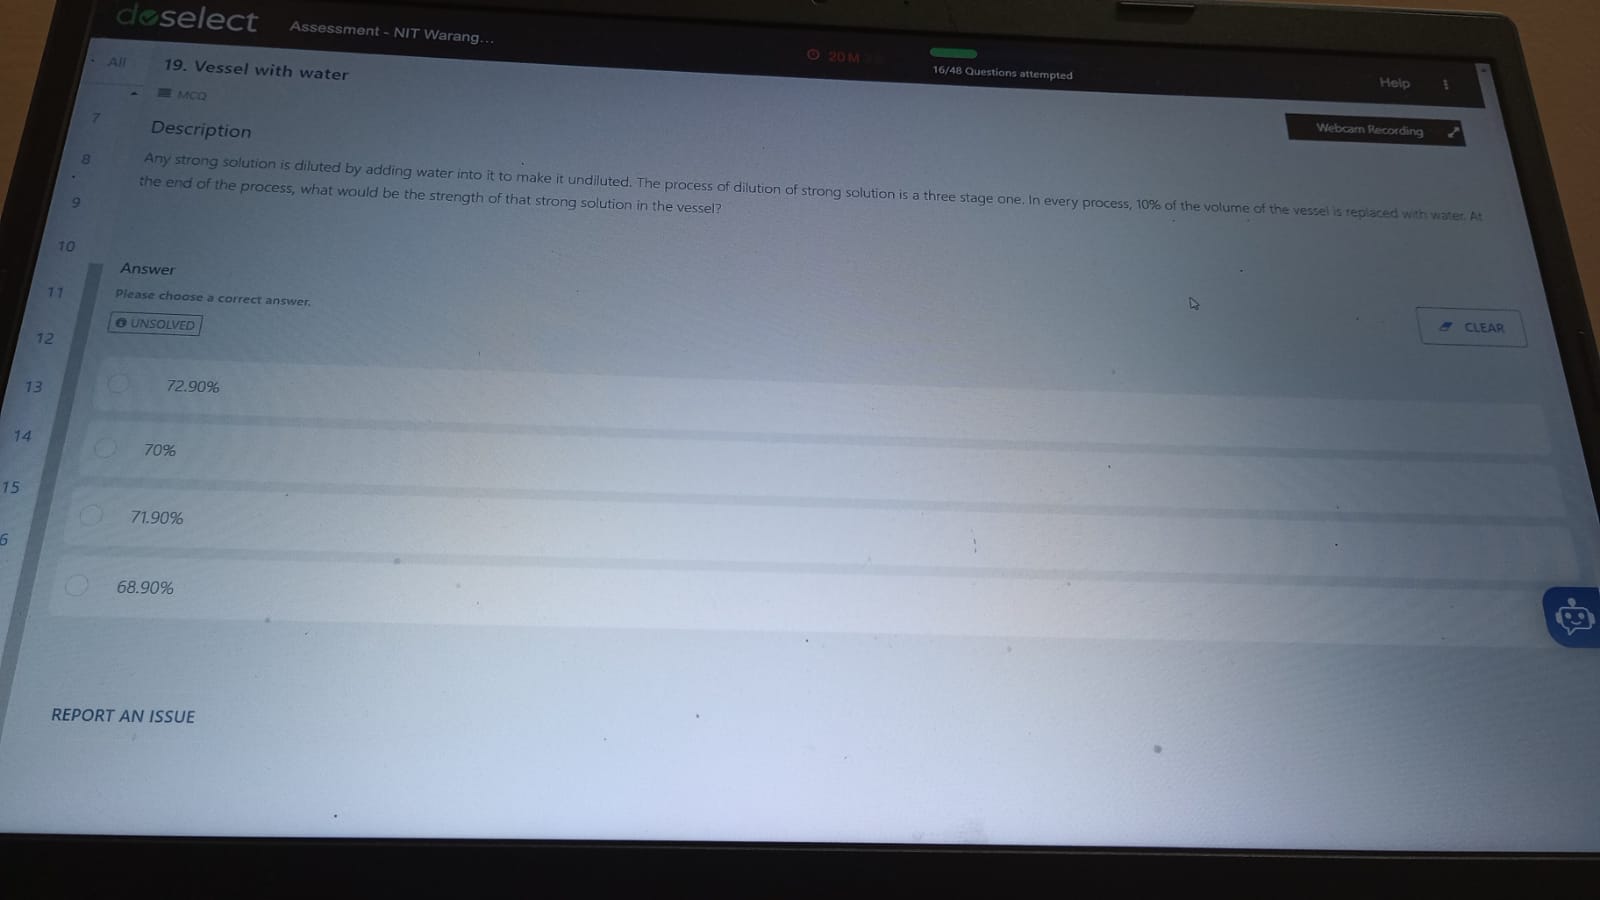 doselect
Assessment - NIT Warang...
20M
16/48 Questions attempted
Help
Webcam Recording
All
7
8
9
10
11
12
13
14
15
6
19. Vessel with water
MCQ
Description
Any strong solution is diluted by adding water into it to make it undiluted. The process of dilution of strong solution is a three stage one. In every process, 10% of the volume of the vessel is replaced with water. At
the end of the process, what would be the strength of that strong solution in the vessel?
Answer
Please choose a correct answer.
UNSOLVED
CLEAR
72.90%
70%
71.90%
68.90%
REPORT AN ISSUE